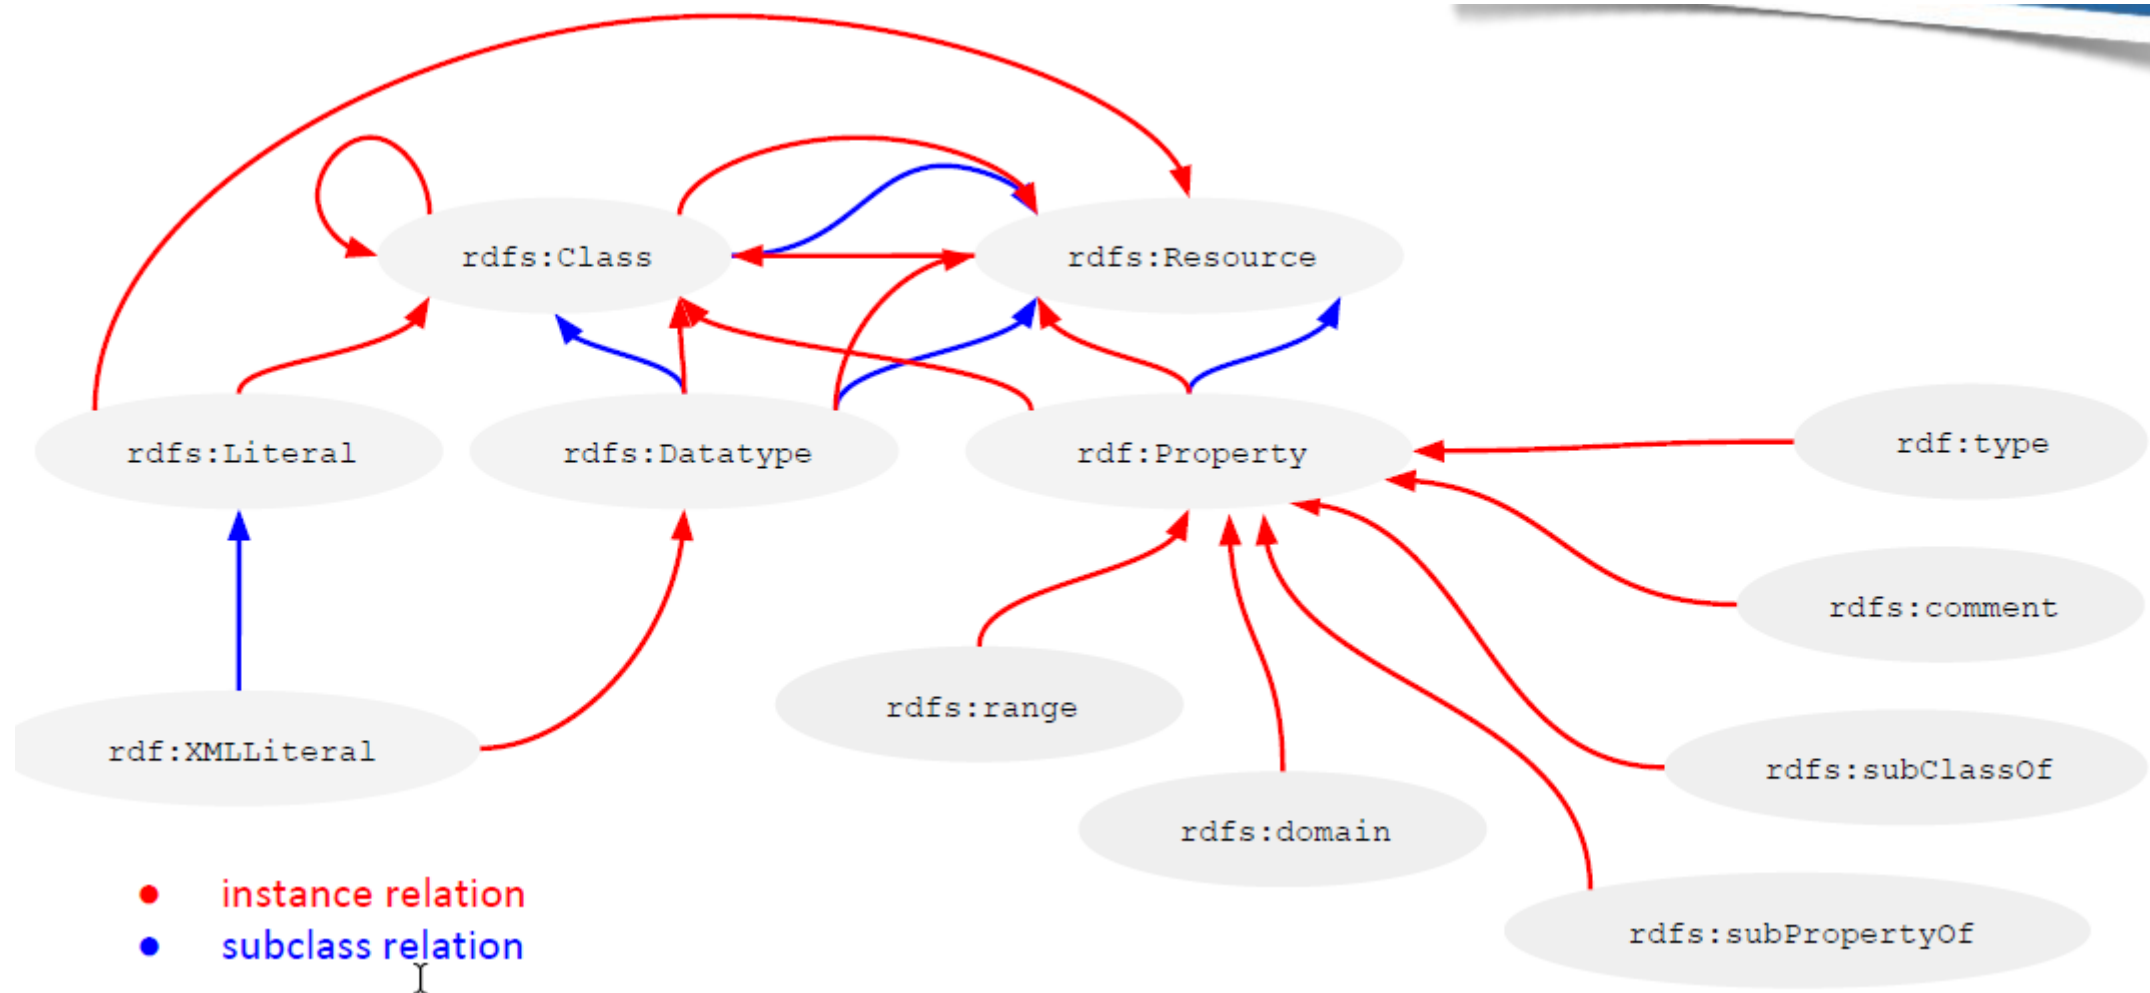 rdfs:Class
rdfs:Resource
rdfs:Literal
rdfs:Datatype
rdf:Property
rdf:type
rdfs:comment
rdfs:range
rdf:XMLLiteral
rdfs:subClassOf
rdfs:domain
rdfs:subPropertyOf
instance relation
subclass relation